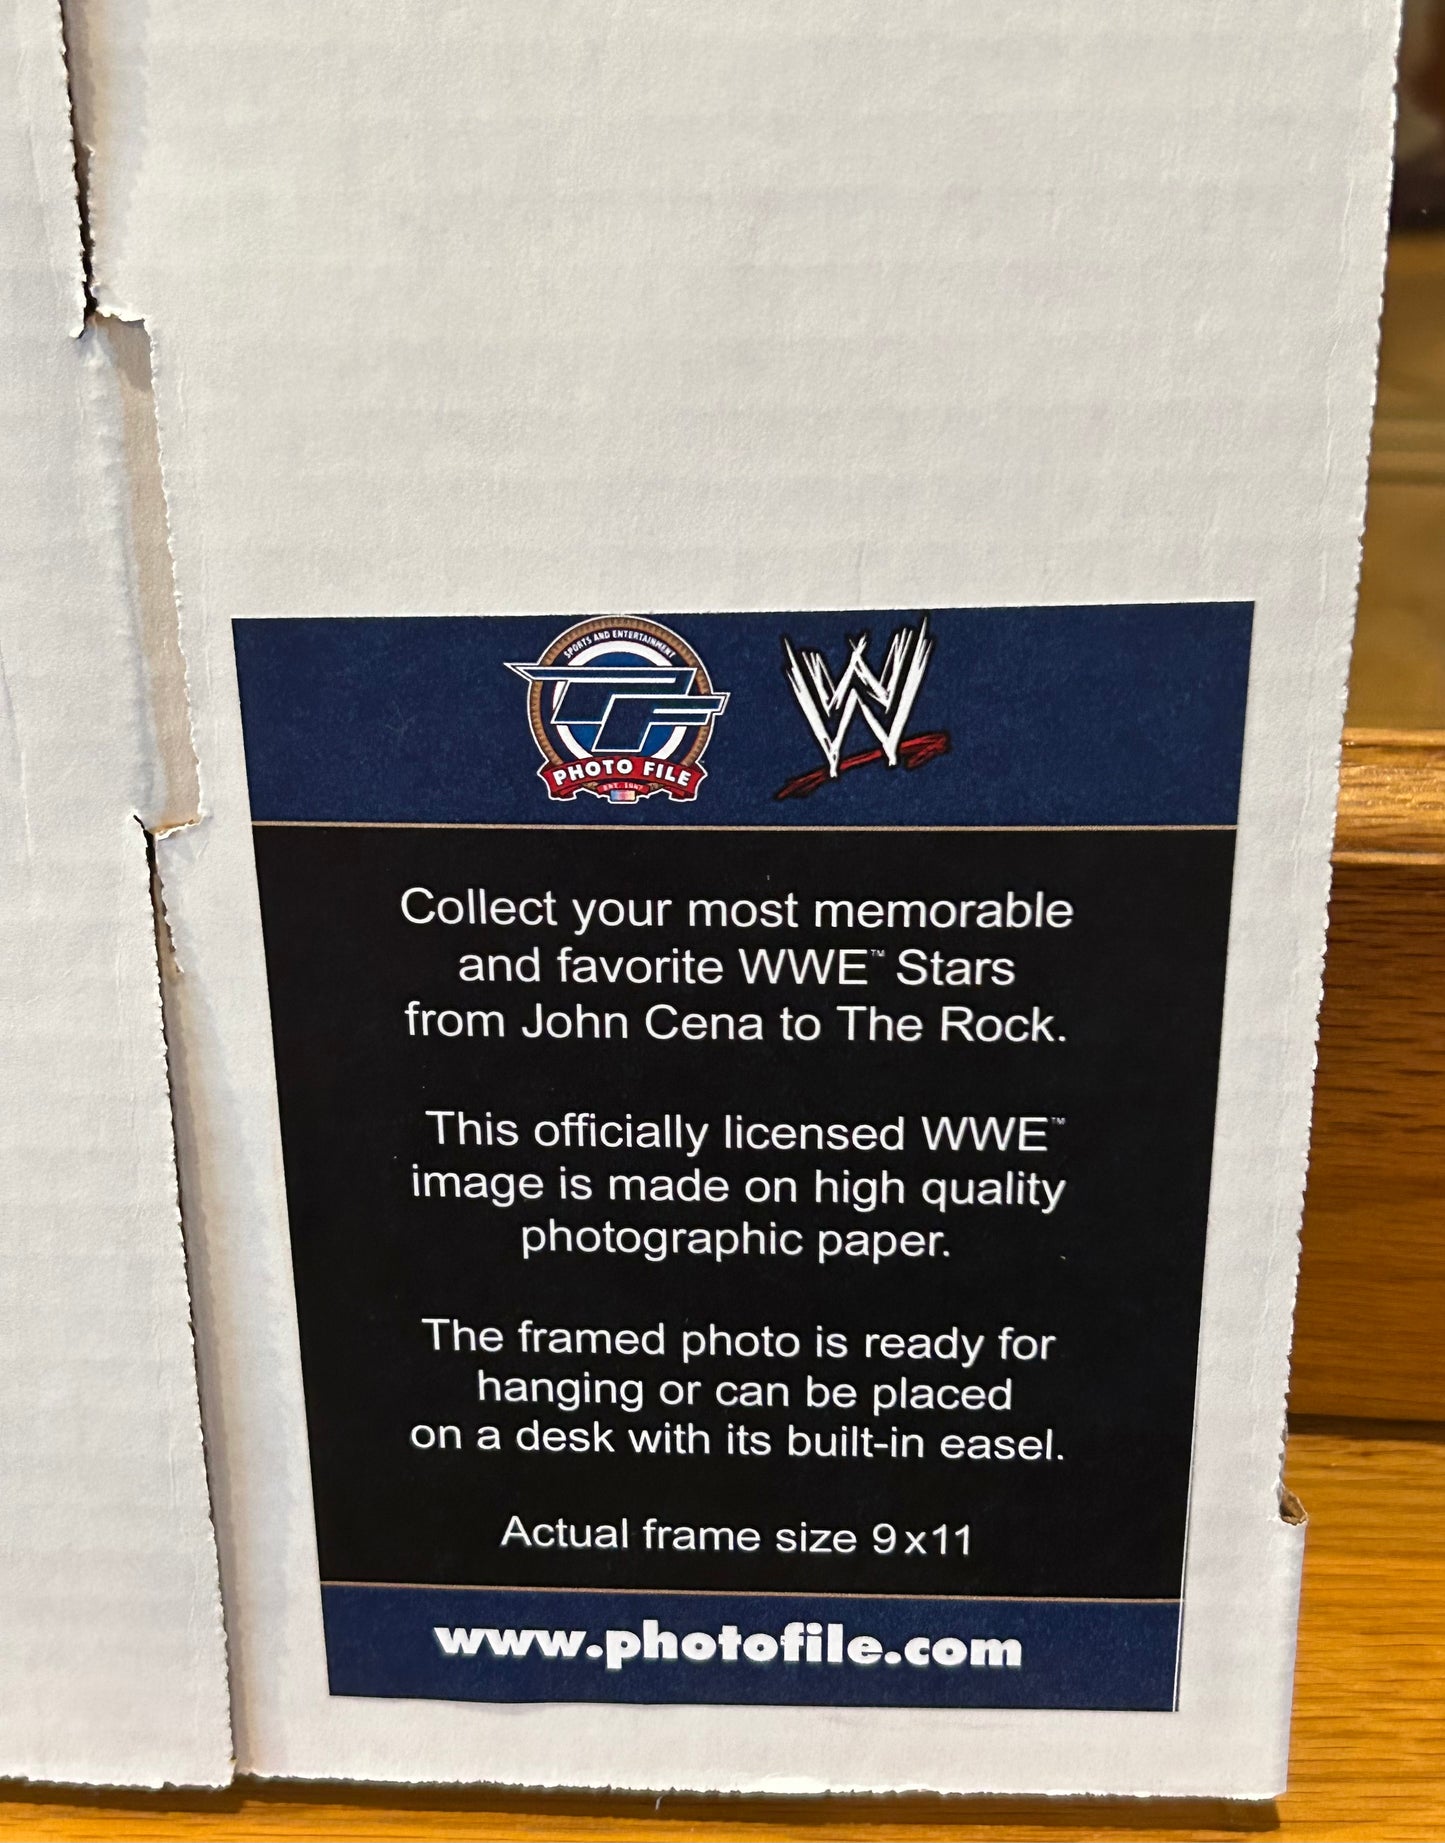 SPORTS AND ENTERTAINMENT
PF
PHOTO FILE
EST. 1987
W
Collect your most memorable
and favorite WWE™ Stars
from John Cena to The Rock.
This officially licensed WWE™
image is made on high quality
photographic paper.
The framed photo is ready for
hanging or can be placed
on a desk with its built-in easel.
Actual frame size 9x11
www.photofile.com